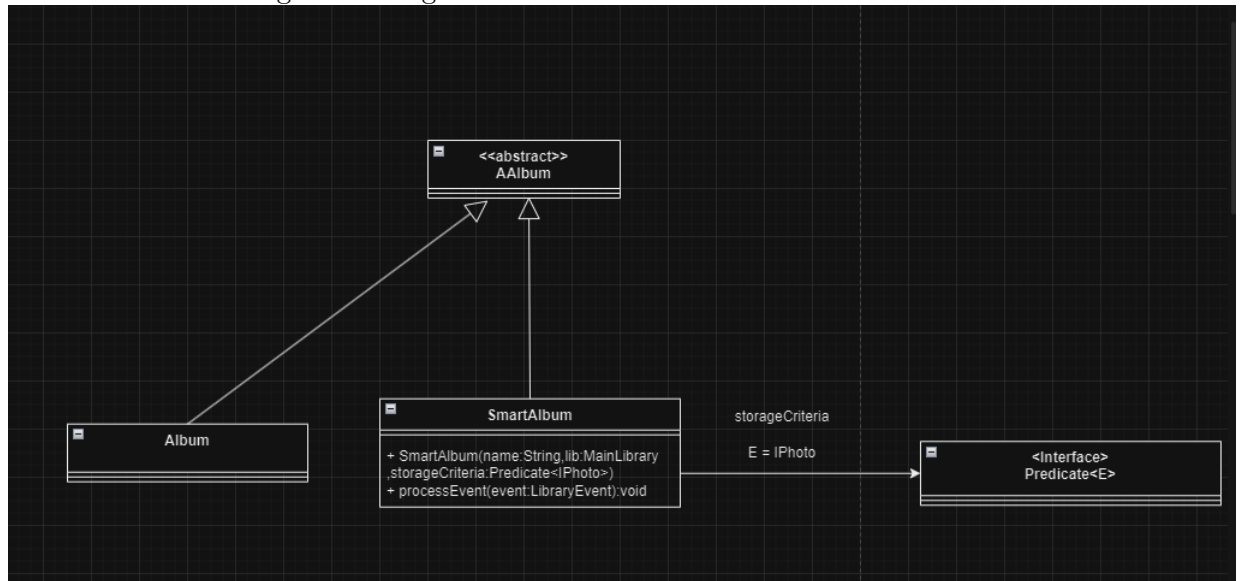 <<abstract>>
AAlbum
Album
SmartAlbum
+ SmartAlbum(name:String,lib:MainLibrary
,storageCriteria:Predicate<IPhoto>)
+ processEvent(event:LibraryEvent):void
storageCriteria
E = IPhoto
<Interface>
Predicate<E>